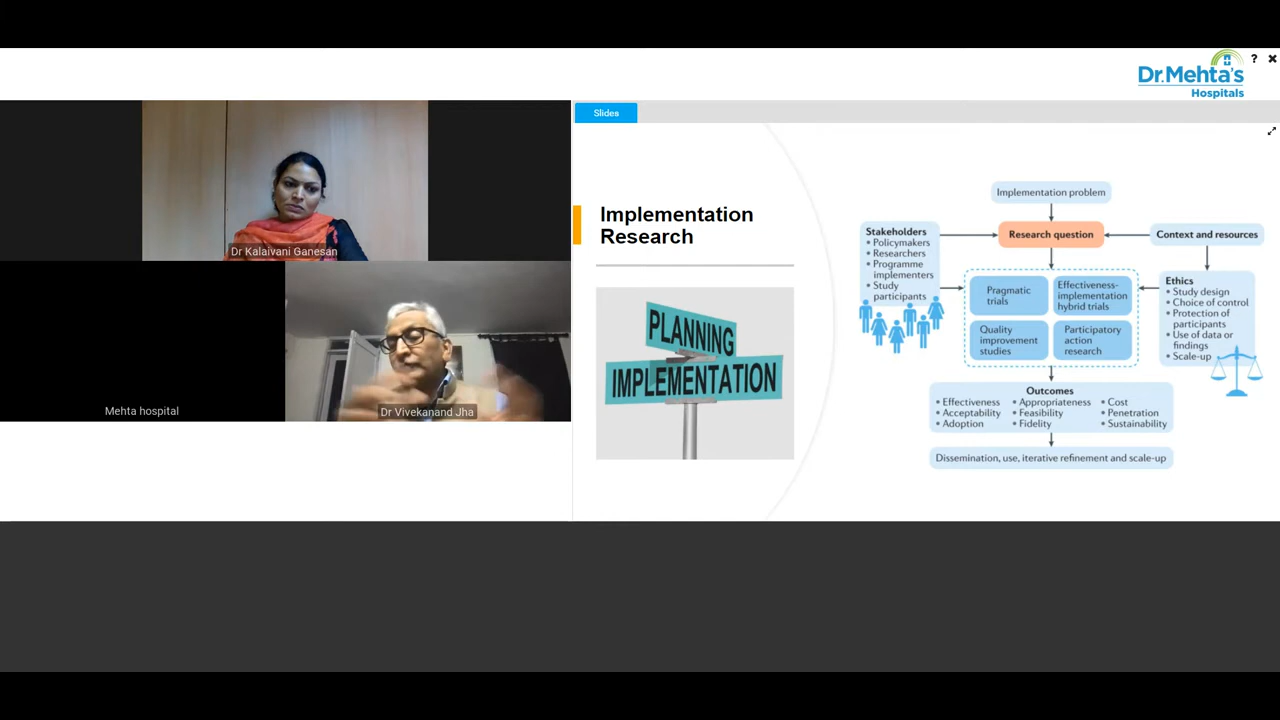 Dr.Mehta's
Hospitals
?
Slides
Dr Kalaivani Ganesan
Mehta hospital
Dr Vivekanand Jha
Implementation
Research
PLANNING
IMPLEMENTATION
Implementation problem
Stakeholders
• Policymakers
• Researchers
• Programme
implementers
• Study
participants
Research question
Context and resources
Pragmatic
trials
Effectiveness-
implementation
hybrid trials
Quality
improvement
studies
Participatory
action
research
Ethics
• Study design
• Choice of control
• Protection of
participants
• Use of data or
findings
• Scale-up
Outcomes
• Effectiveness
• Acceptability
• Adoption
• Appropriateness
• Feasibility
• Fidelity
• Cost
• Penetration
• Sustainability
Dissemination, use, iterative refinement and scale-up